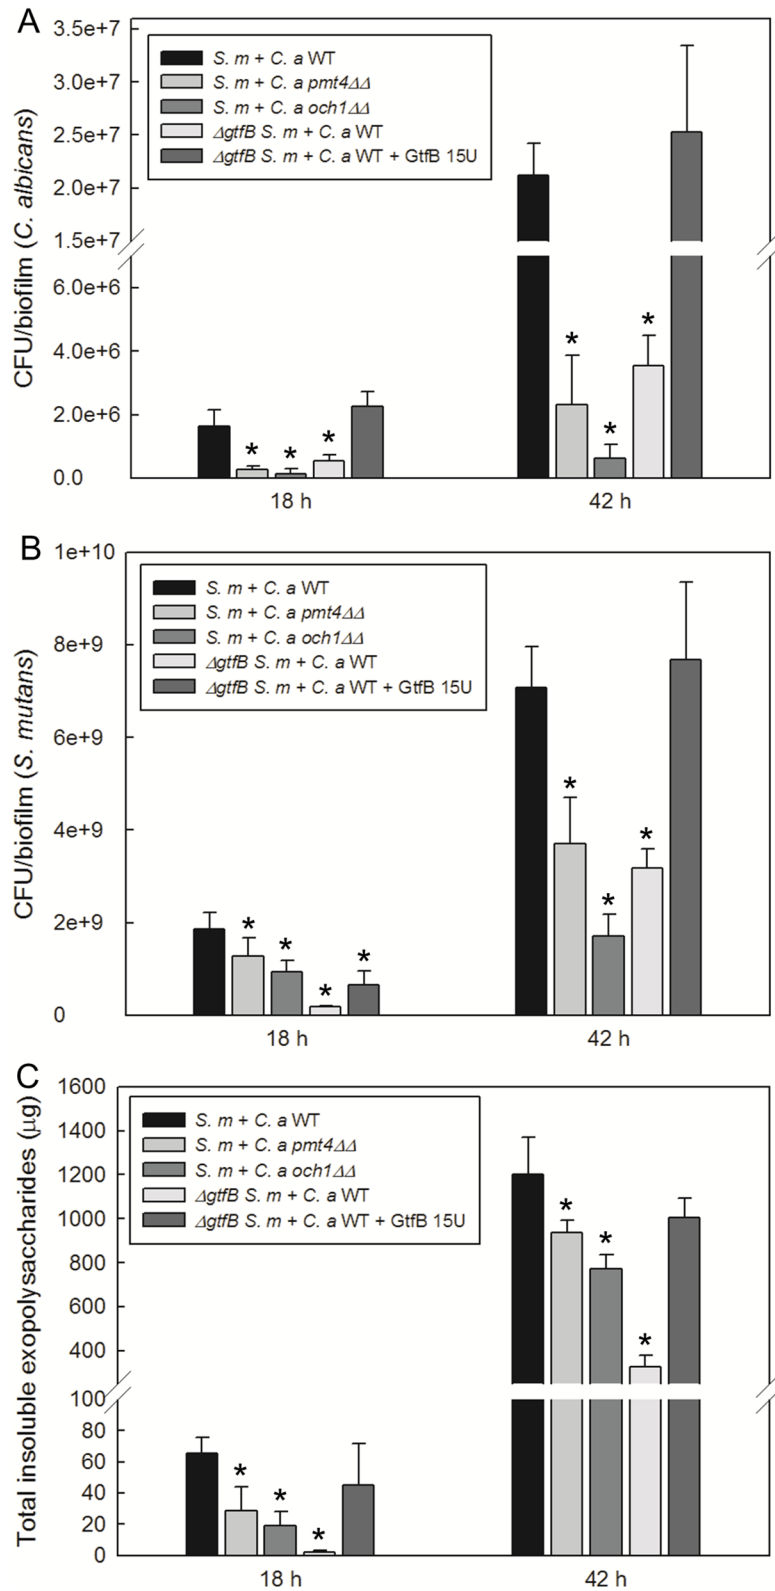 A
CFU/biofilm (C. albicans)
3.5e+7
3.0e+7
2.5e+7
2.0e+7
1.5e+7
6.0e+6
4.0e+6
2.0e+6
0.0
S. m + C. a WT
S. m + C. a pmt4ΔΔ
S. m + C. a och1ΔΔ
ΔgtfB S. m + C. a WT
ΔgtfB S. m + C. a WT + GtfB 15U
* * *
* * *
18 h 42 h
B
CFU/biofilm (S. mutans)
1e+10
8e+9
6e+9
4e+9
2e+9
0
S. m + C. a WT
S. m + C. a pmt4ΔΔ
S. m + C. a och1ΔΔ
ΔgtfB S. m + C. a WT
ΔgtfB S. m + C. a WT + GtfB 15U
* * * *
* * *
18 h 42 h
C
Total insoluble exopolysaccharides (µg)
1600
1400
1200
1000
800
600
400
100
80
60
40
20
0
S. m + C. a WT
S. m + C. a pmt4ΔΔ
S. m + C. a och1ΔΔ
ΔgtfB S. m + C. a WT
ΔgtfB S. m + C. a WT + GtfB 15U
* * *
* * *
18 h 42 h